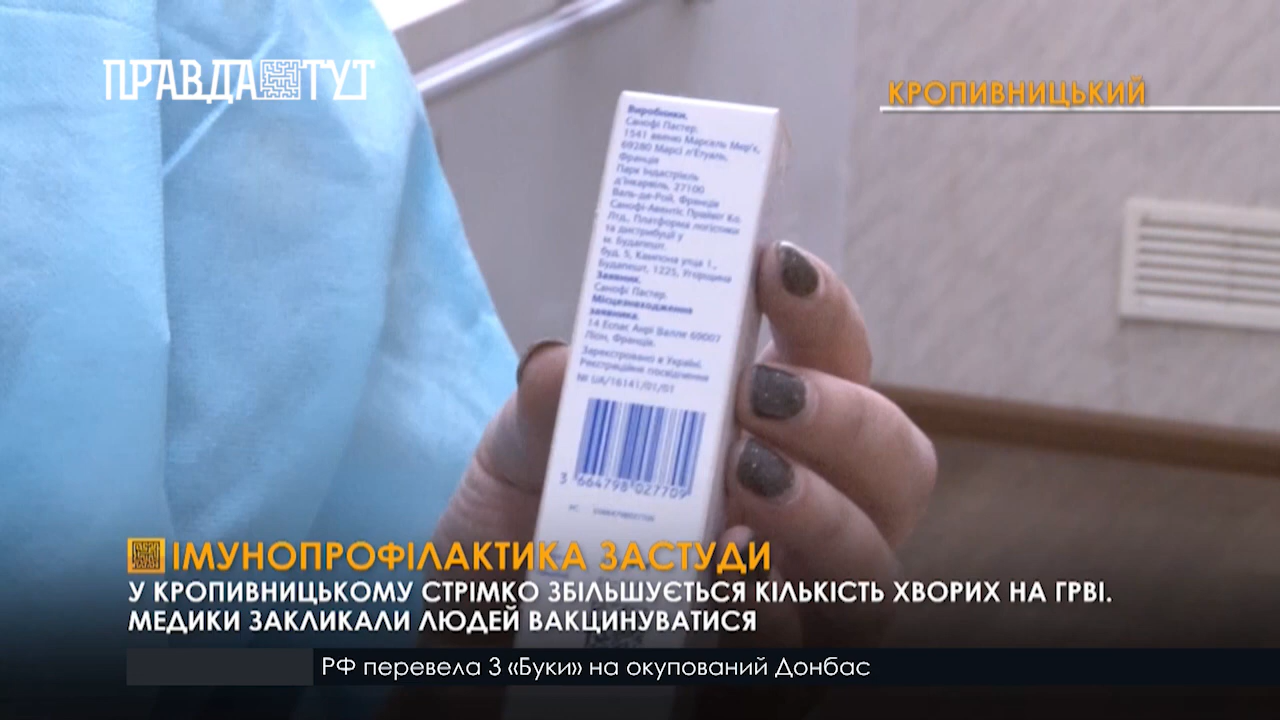 ПРАВДА ТУТ
КРОПИВНИЦЬКИЙ
Виробники.
Санофі Пастер.
1541 авеню Марсель Мер'є,
69280 Марсі л'Етуаль,
Франція
Парк Індастріель
д'Інкарвіль, 27100
Валь-де-Рой, Франція
Санофі-Авентіс Прайвіт Ко.
Лтд., Платформа логістики
та дистрибуції у
м. Будапешт.
буд. 5, Кампона утца 1.,
Будапешт, 1225, Угорщина
Заявник.
Санофі Пастер.
Місцезнаходження
заявника.
14 Еспас Анрі Валле 69007
Ліон, Франція.
Зареєстровано в Україні.
Реєстраційне посвідчення
№ UA/16141/01/01
3 664798 027709
PC
ІМУНОПРОФІЛАКТИКА ЗАСТУДИ
У КРОПИВНИЦЬКОМУ СТРІМКО ЗБІЛЬШУЄТЬСЯ КІЛЬКІСТЬ ХВОРИХ НА ГРВІ.
МЕДИКИ ЗАКЛИКАЛИ ЛЮДЕЙ ВАКЦИНУВАТИСЯ
РФ перевела 3 «Буки» на окупований Донбас